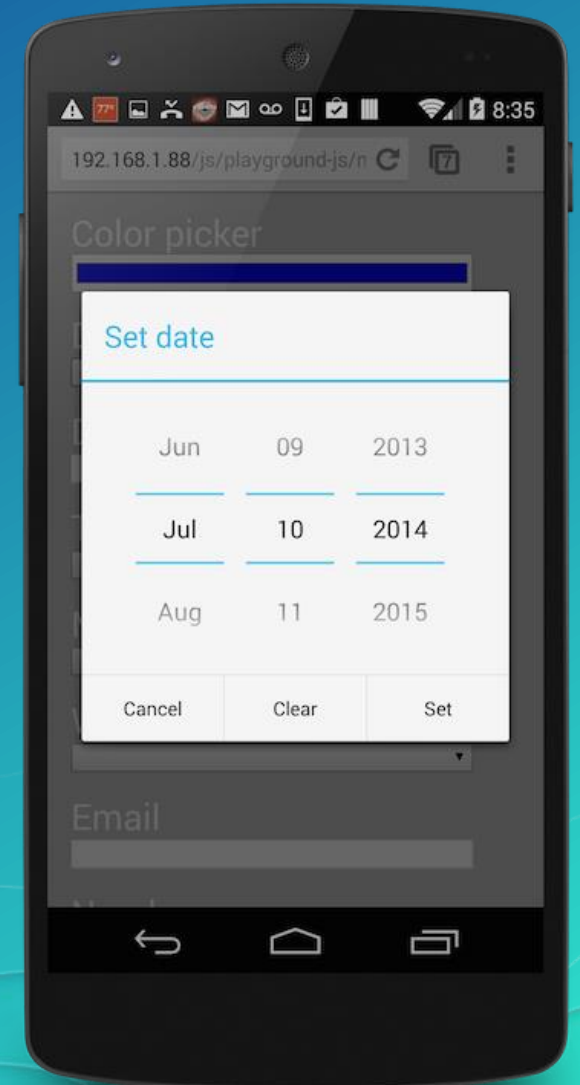 77°
8:35
192.168.1.88/js/playground-js/n
7
Color picker
Set date
Jun 09 2013
Jul 10 2014
Aug 11 2015
Cancel Clear Set
Email